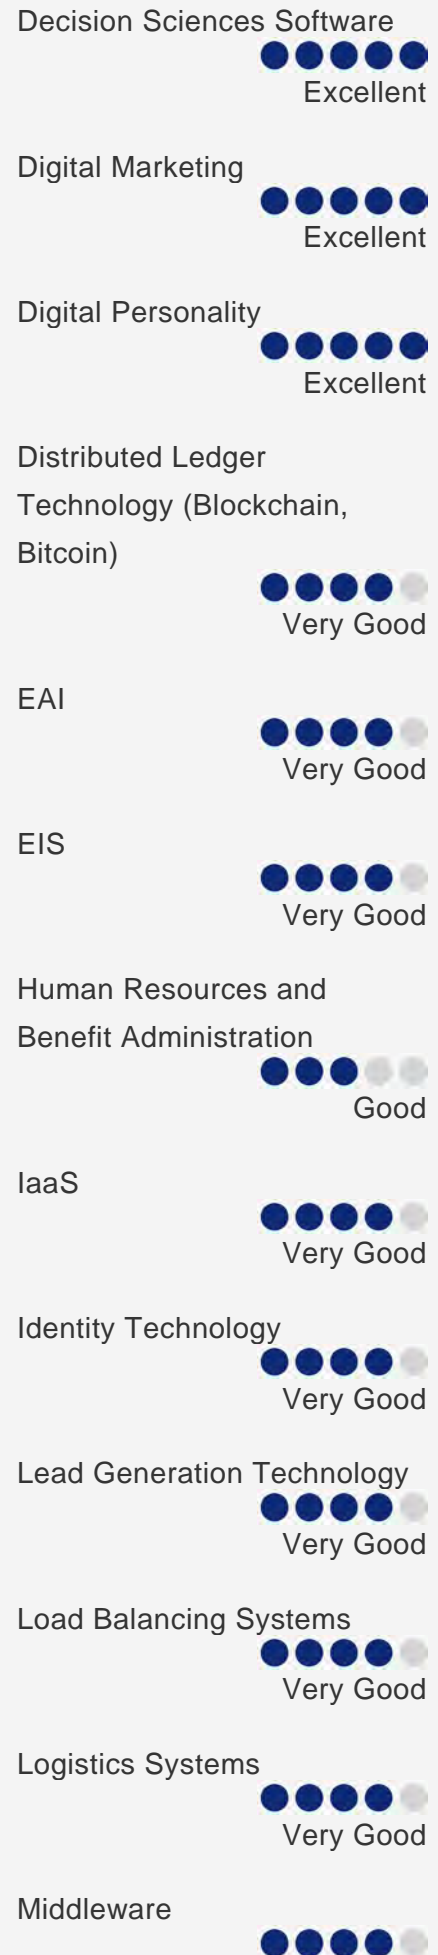 Decision Sciences Software
Excellent
Digital Marketing
Excellent
Digital Personality
Excellent
Distributed Ledger
Technology (Blockchain,
Bitcoin)
Very Good
EAI
Very Good
EIS
Very Good
Human Resources and
Benefit Administration
Good
IaaS
Very Good
Identity Technology
Very Good
Lead Generation Technology
Very Good
Load Balancing Systems
Very Good
Logistics Systems
Very Good
Middleware